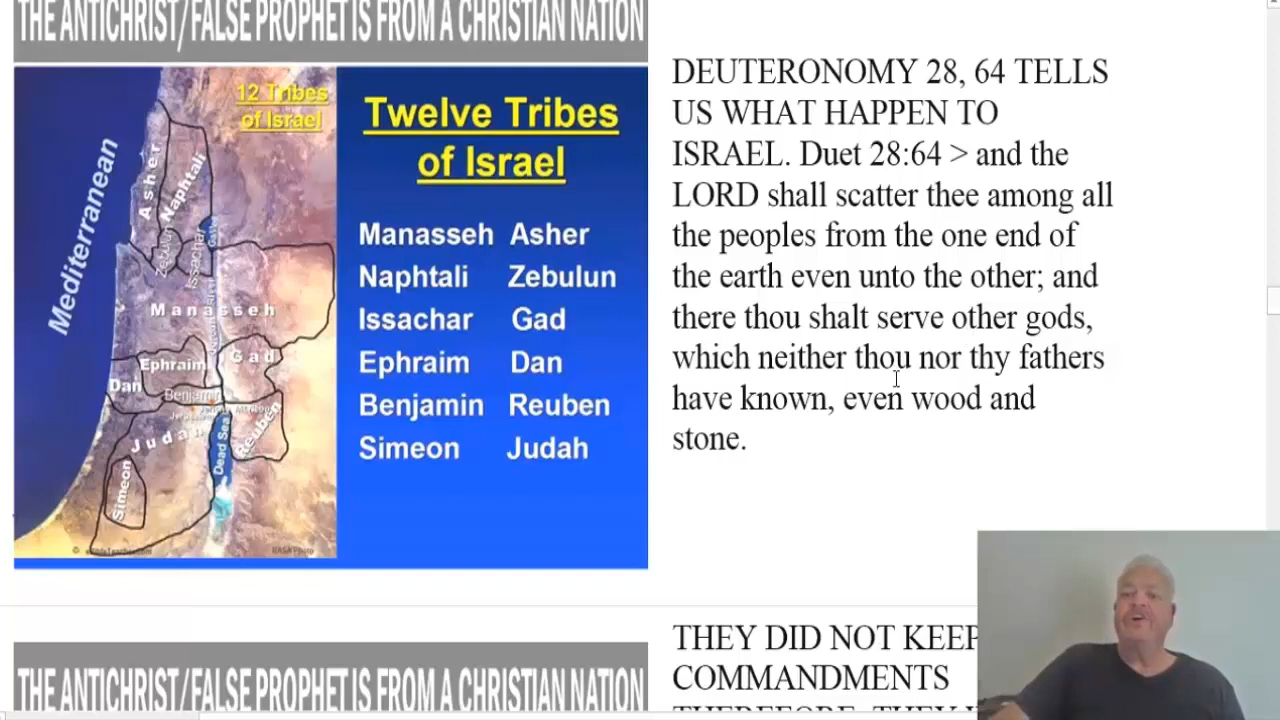 THE ANTICHRIST/FALSE PROPHET IS FROM A CHRISTIAN NATION
12 Tribes
of Israel
Mediterranean
Asher
Naphtali
Issachar
Manasseh
Ephraim
Gad
Dan
Benjamin
Judah
Reuben
Dead Sea
Simeon
Twelve Tribes
of Israel
Manasseh Asher
Naphtali Zebulun
Issachar Gad
Ephraim Dan
Benjamin Reuben
Simeon Judah
DEUTERONOMY 28, 64 TELLS
US WHAT HAPPEN TO
ISRAEL. Duet 28:64 > and the
LORD shall scatter thee among all
the peoples from the one end of
the earth even unto the other; and
there thou shalt serve other gods,
which neither thou nor thy fathers
have known, even wood and
stone.
THE ANTICHRIST/FALSE PROPHET IS FROM A CHRISTIAN NATION
THEY DID NOT KEEP
COMMANDMENTS